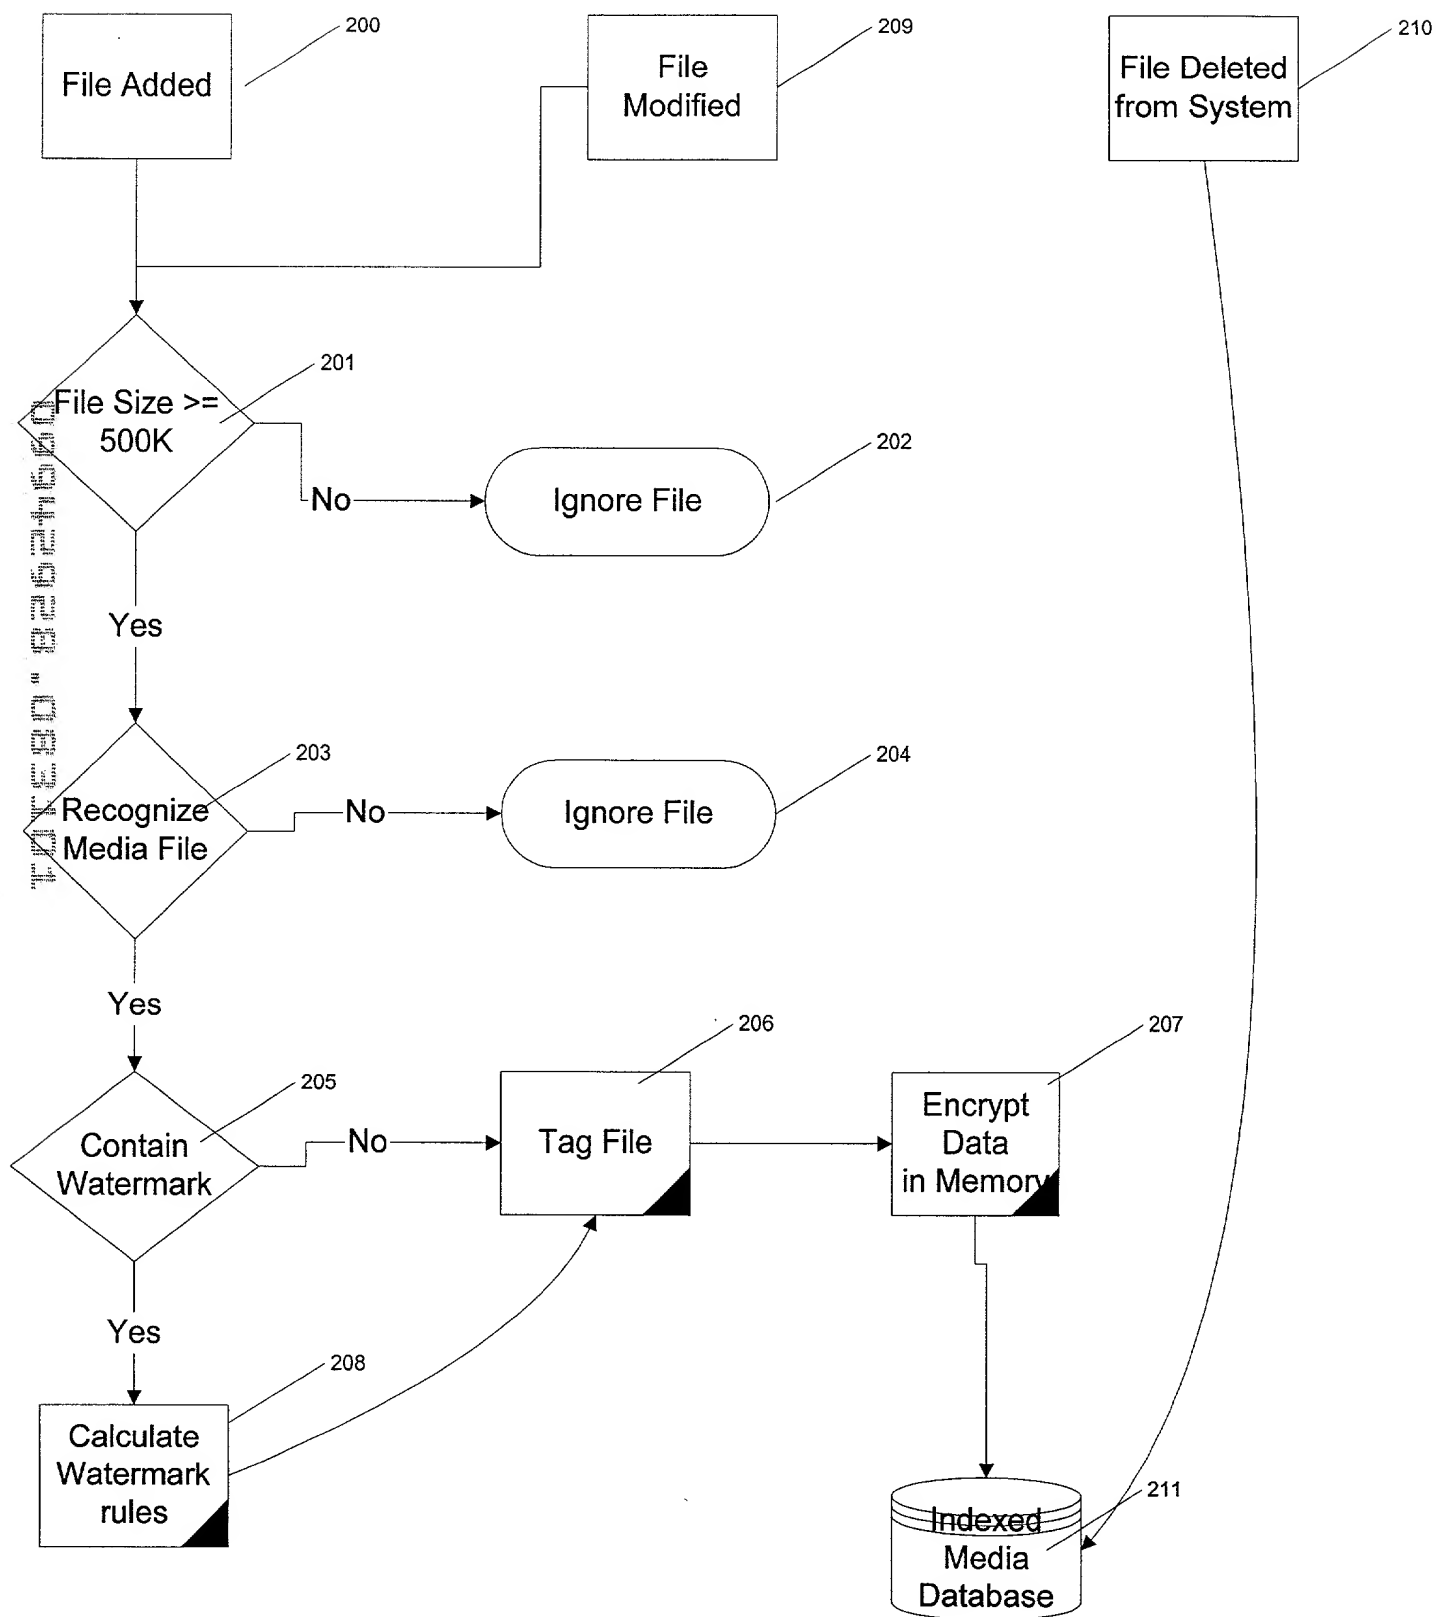 File Added
200
File
Modified
209
File Deleted
from System
210
File Size >=
500K
201
No
Ignore File
202
Yes
Recognize
Media File
203
No
Ignore File
204
Yes
Contain
Watermark
205
No
Tag File
206
Encrypt
Data
in Memory
207
Yes
Calculate
Watermark
rules
208
Indexed
Media
Database
211